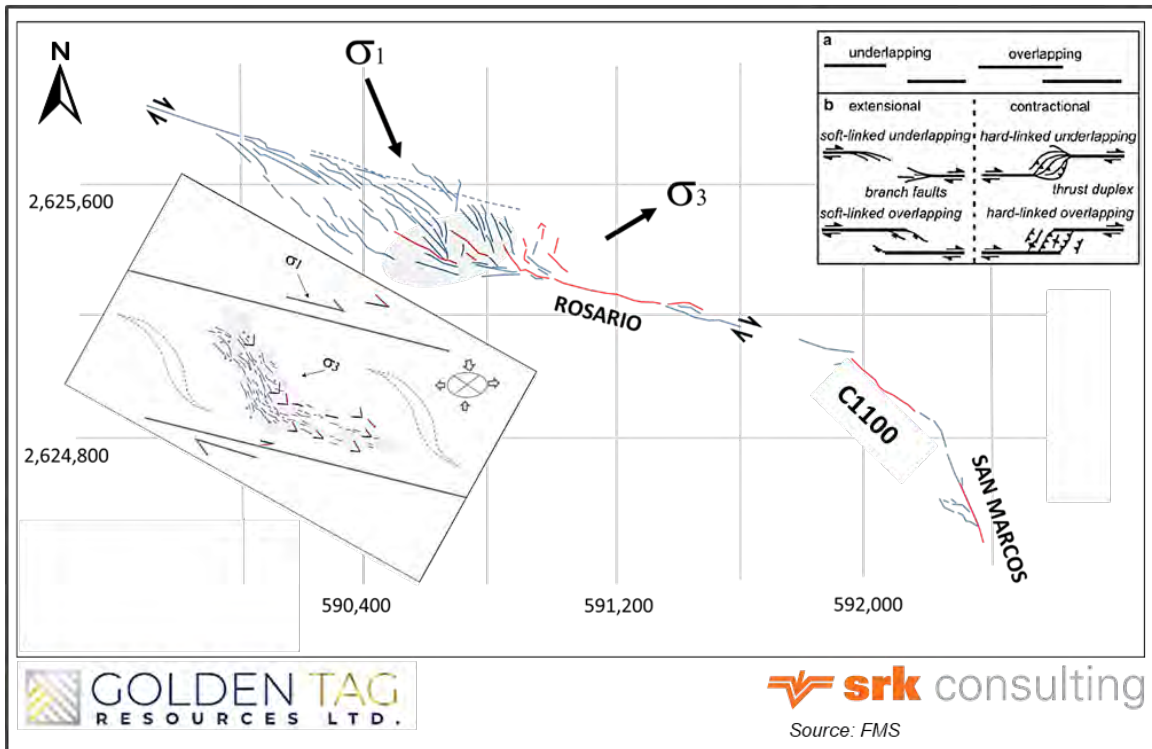 N
σ1
σ3
2,625,600
2,624,800
590,400
591,200
592,000
ROSARIO
C1100
SAN MARCOS
σ1
σ3
a
underlapping
overlapping
b
extensional
contractional
soft-linked underlapping
hard-linked underlapping
branch faults
thrust duplex
soft-linked overlapping
hard-linked overlapping
GOLDEN TAG
RESOURCES LTD.
srk consulting
Source: FMS